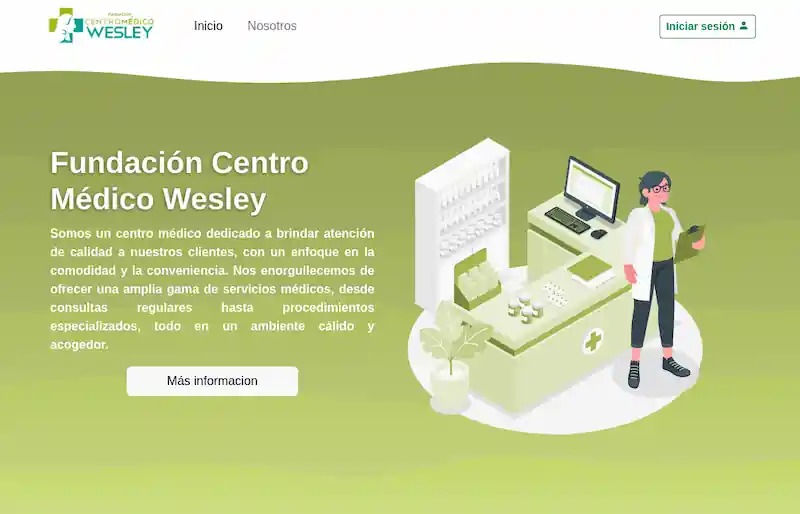 FUNDACIÓN
CENTROMÉDICO
WESLEY
Inicio
Nosotros
Iniciar sesión
Fundación Centro
Médico Wesley
Somos un centro médico dedicado a brindar atención
de calidad a nuestros clientes, con un enfoque en la
comodidad y la conveniencia. Nos enorgullecemos de
ofrecer una amplia gama de servicios médicos, desde
consultas regulares hasta procedimientos
especializados, todo en un ambiente cálido y
acogedor.
Más informacion